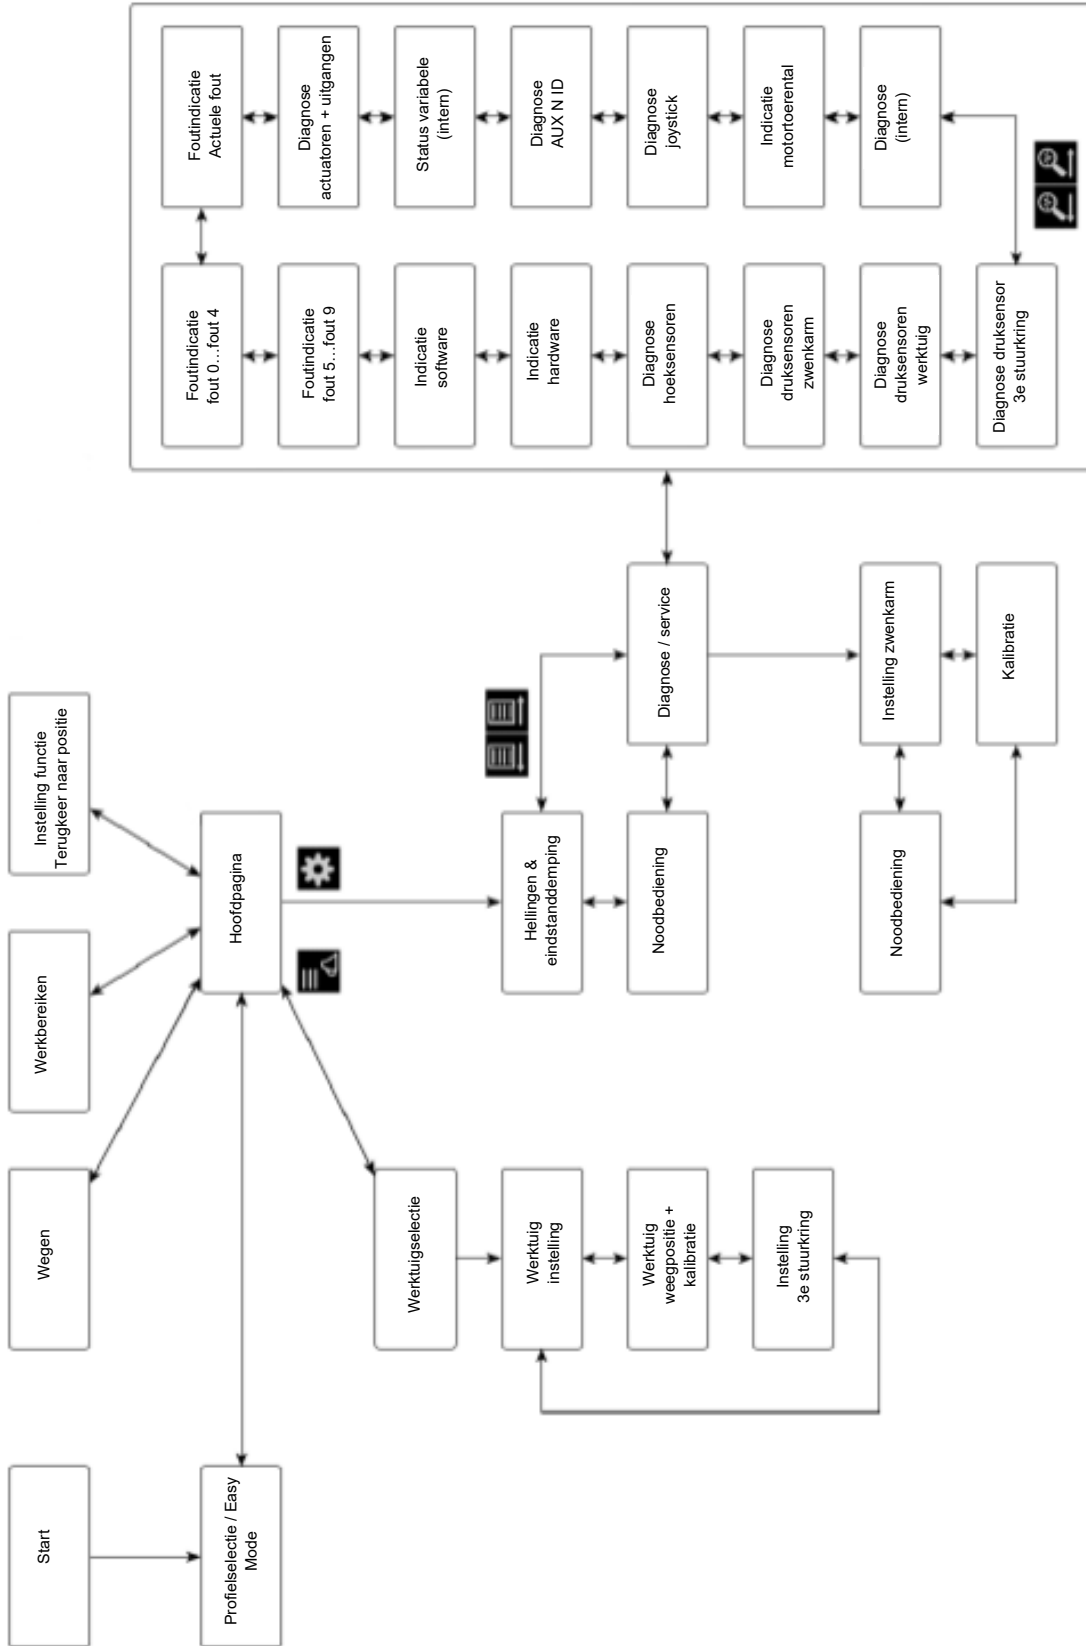 Start
Wegen
Werkbereiken
Instelling functie
Terugkeer naar positie
Profielselectie / Easy
Mode
Hoofdpagina
Werktuigselectie
Werktuig
instelling
Werktuig
weegpositie +
kalibratie
Instelling
3e stuurkring
Hellingen &
eindstanddemping
Noodbediening
Diagnose / service
Noodbediening
Instelling zwenkarm
Kalibratie
Foutindicatie
fout 0...fout 4
Foutindicatie
Actuele fout
Foutindicatie
fout 5...fout 9
Diagnose
actuatoren + uitgangen
Indicatie
software
Status variabele
(intern)
Indicatie
hardware
Diagnose
AUX N ID
Diagnose
hoeksensoren
Diagnose
joystick
Diagnose
druksensoren
zwenkarm
Indicatie
motortoerental
Diagnose
druksensoren
werktuig
Diagnose
(intern)
Diagnose druksensor
3e stuurkring